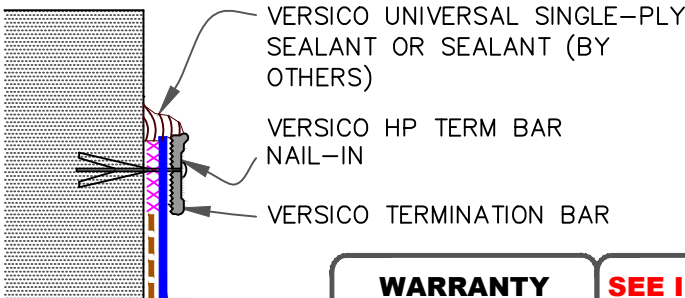 VERSICO UNIVERSAL SINGLE-PLY
SEALANT OR SEALANT (BY
OTHERS)
VERSICO HP TERM BAR
NAIL-IN
VERSICO TERMINATION BAR
WARRANTY
SEE